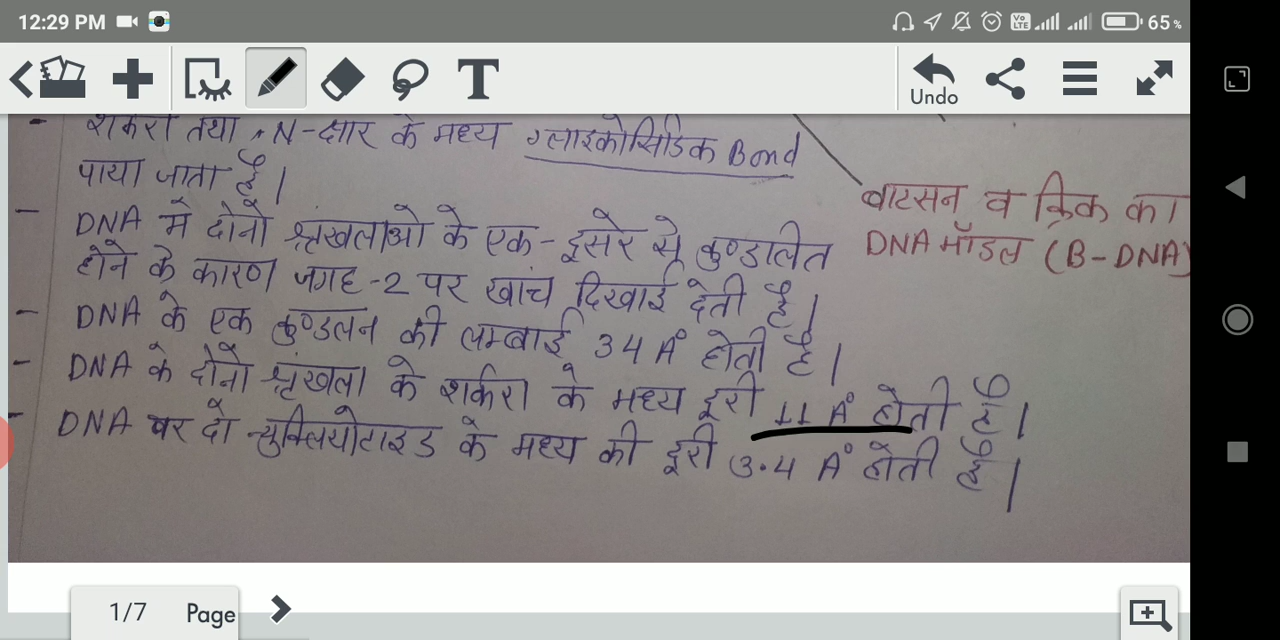 12:29 PM
Vo LTE
65%
T
Undo
- शर्करा तथा N-क्षार के मध्य ग्लाइकोसिडिक Bond
पाया जाता है।
वाटसन व क्रिक का
DNA मॉडल (B-DNA)
- DNA मे दोनो श्रृंखलाओ के एक-दूसरे से कुण्डलित
होने के कारण जगह-2 पर खांच दिखाई देती है।
- DNA के एक कुण्डलन की लम्बाई 34 A° होती है।
- DNA के दोनो श्रृंखला के शर्करा के मध्य दूरी 11 A° होती है।
- DNA पर दो न्युक्लियोटाइड के मध्य की दूरी 3.4 A° होती है।
1/7 Page